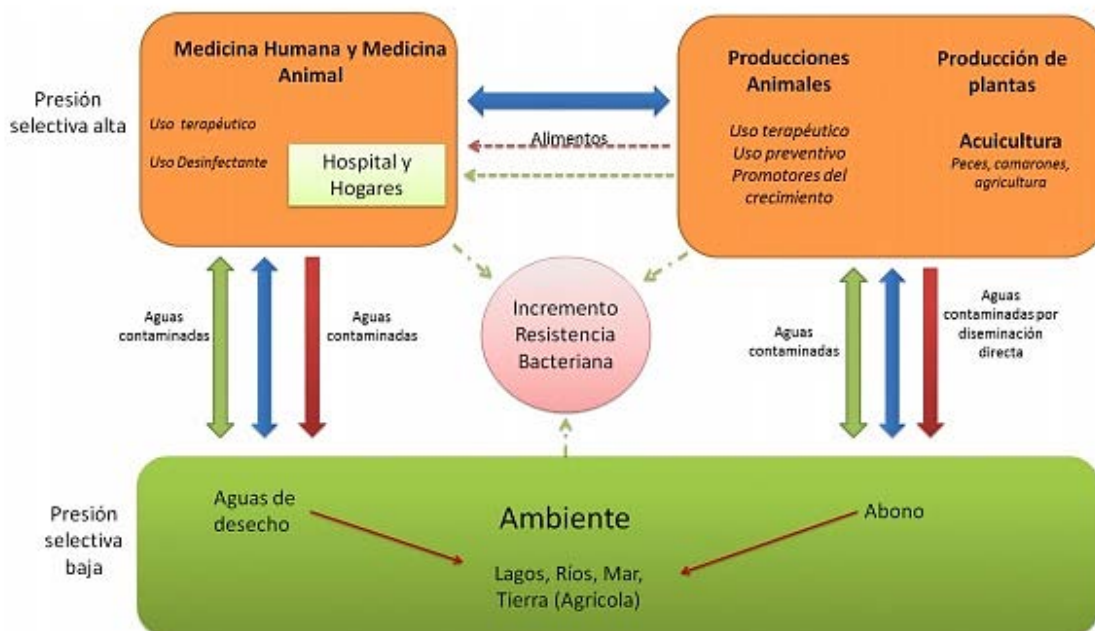 Medicina Humana y Medicina
Animal
Presión
selectiva alta
Uso terapéutico
Uso Desinfectante
Hospital y
Hogares
Alimentos
Producciones
Animales
Uso terapéutico
Uso preventivo
Promotores del
crecimiento
Producción de
plantas
Acuicultura
Peces, camarones,
agricultura
Aguas
contaminadas
Aguas
contaminadas
Incremento
Resistencia
Bacteriana
Aguas
contaminadas
Aguas
contaminadas por
diseminación
directa
Presión
selectiva
baja
Aguas de
desecho
Ambiente
Abono
Lagos, Ríos, Mar,
Tierra (Agricola)